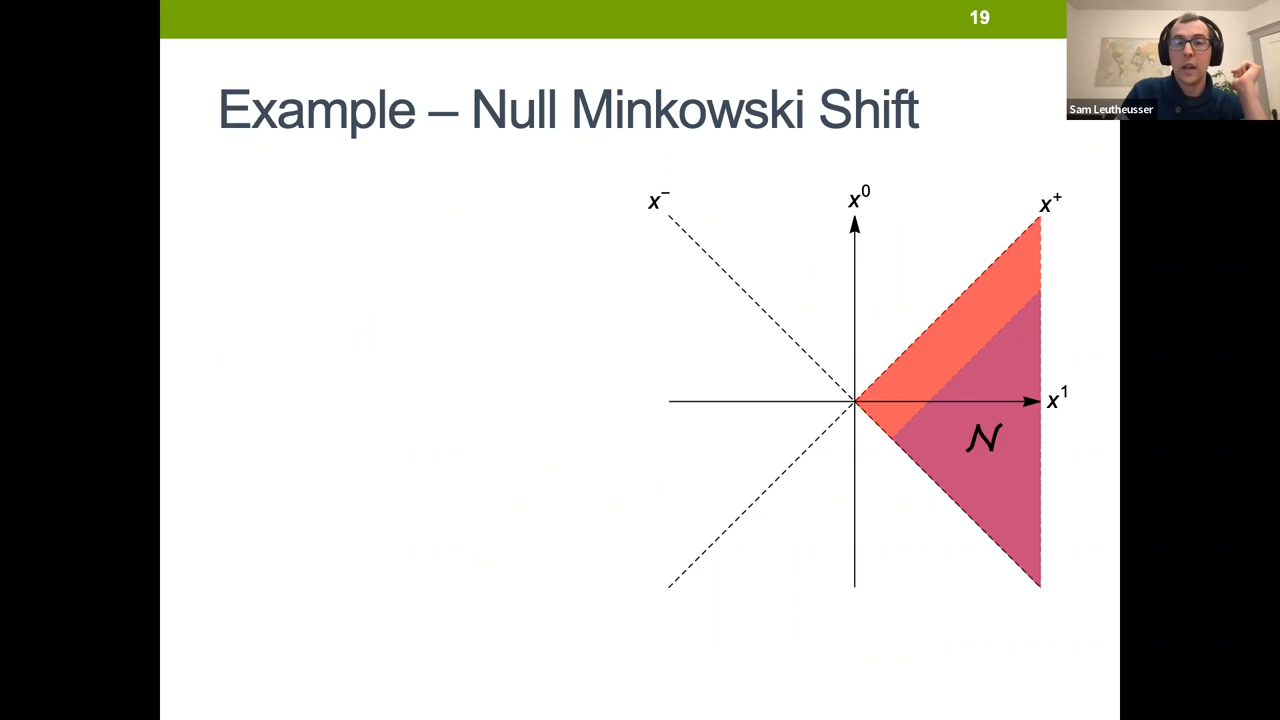 19
Sam Leutheusser
Example – Null Minkowski Shift
x⁻
x⁰
x⁺
x¹
𝒩